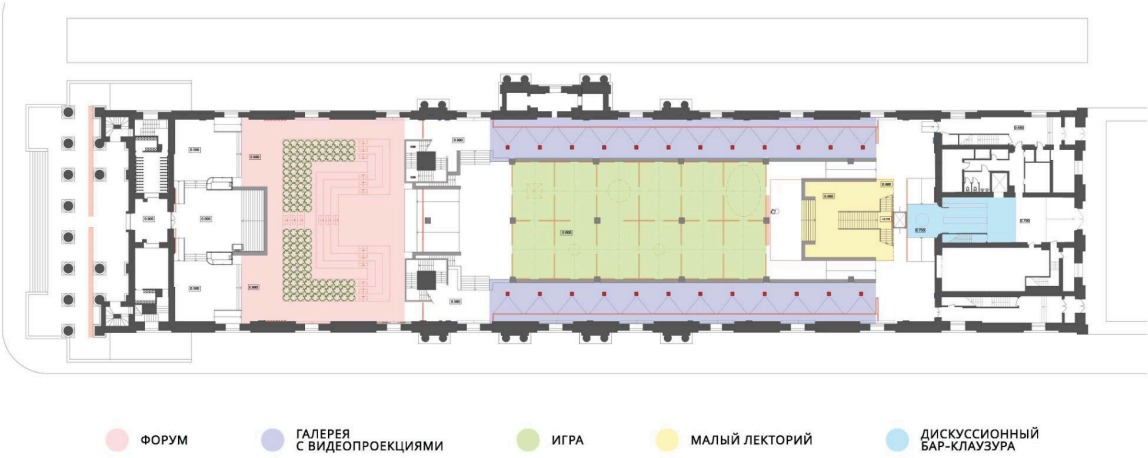 ФОРУМ
ГАЛЕРЕЯ
С ВИДЕОПРОЕКЦИЯМИ
ИГРА
МАЛЫЙ ЛЕКТОРИЙ
ДИСКУССИОННЫЙ
БАР-КЛАУЗУРА